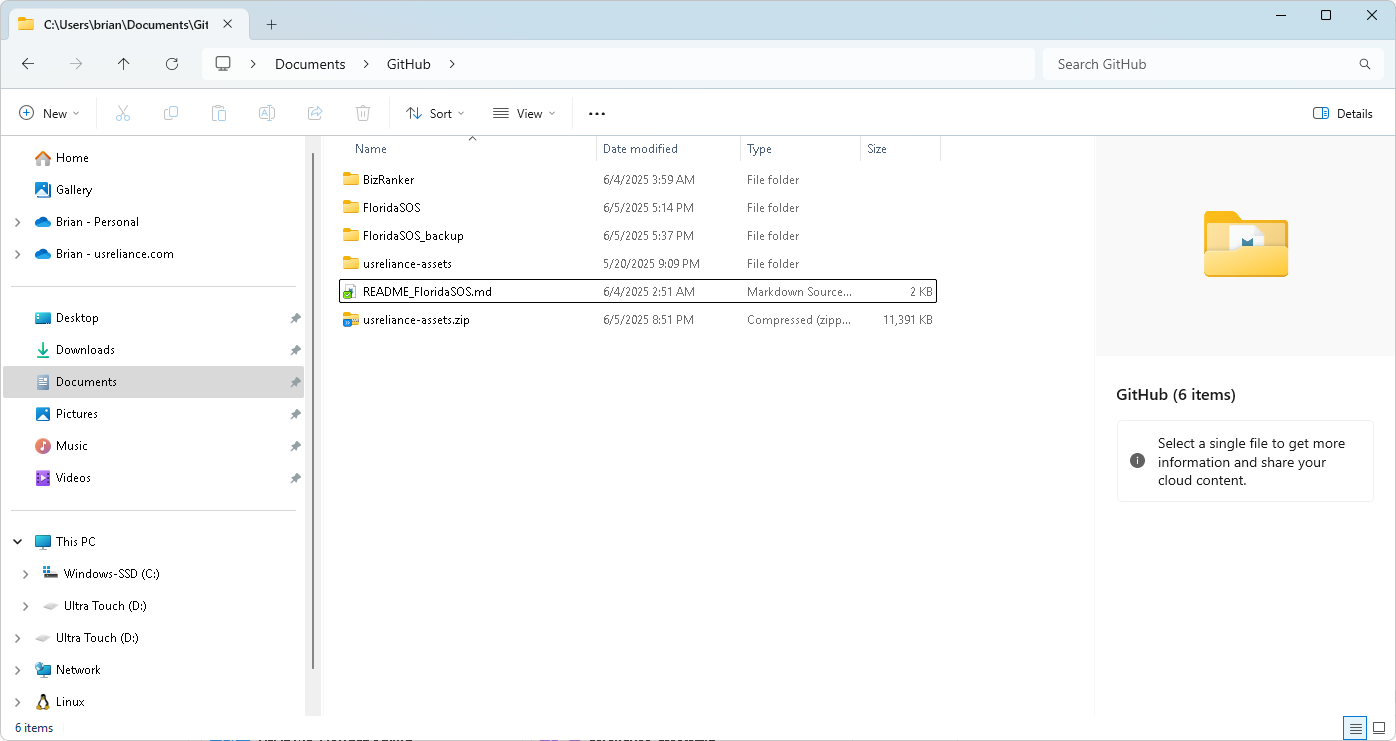 C:\Users\brian\Documents\Git
Documents
GitHub
Search GitHub
New
Sort
View
Details
Home
Gallery
Brian - Personal
Brian - usreliance.com
Desktop
Downloads
Documents
Pictures
Music
Videos
This PC
Windows-SSD (C:)
Ultra Touch (D:)
Ultra Touch (D:)
Network
Linux
Name Date modified Type Size
BizRanker 6/4/2025 3:59 AM File folder
FloridaSOS 6/5/2025 5:14 PM File folder
FloridaSOS_backup 6/5/2025 5:37 PM File folder
usreliance-assets 5/20/2025 9:09 PM File folder
README_FloridaSOS.md 6/4/2025 2:51 AM Markdown Source... 2 KB
usreliance-assets.zip 6/5/2025 8:51 PM Compressed (zipp... 11,391 KB
GitHub (6 items)
Select a single file to get more
information and share your
cloud content.
6 items